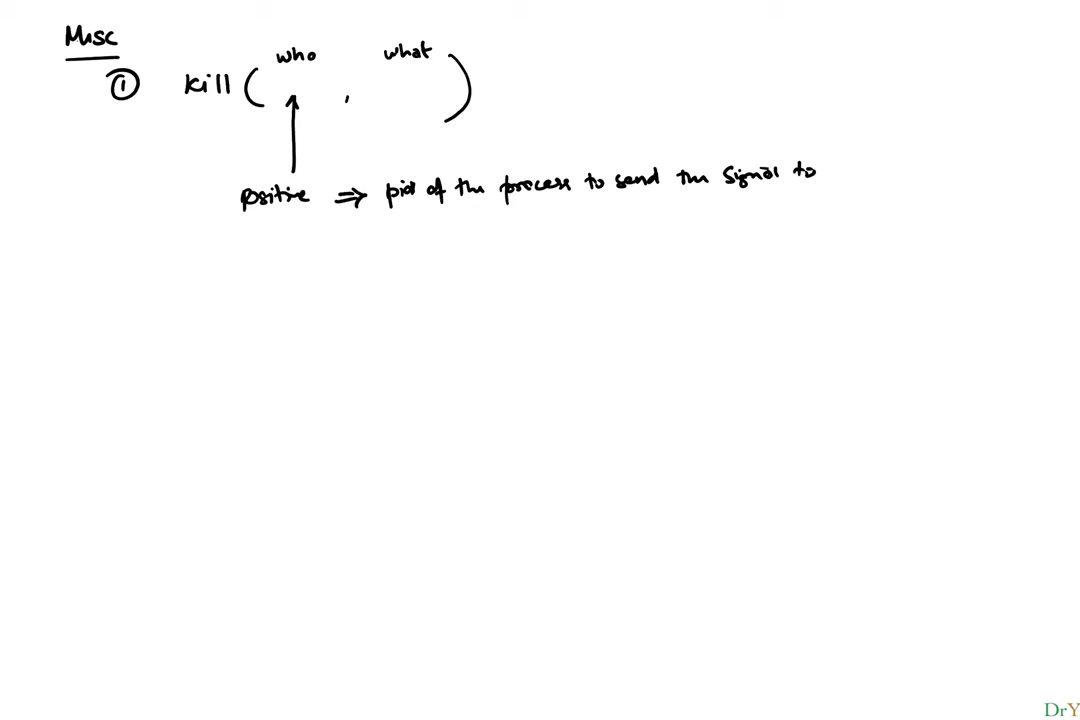 Misc
who what
① kill ( , )
positive ⇒ pid of the process to send the signal to
DrY